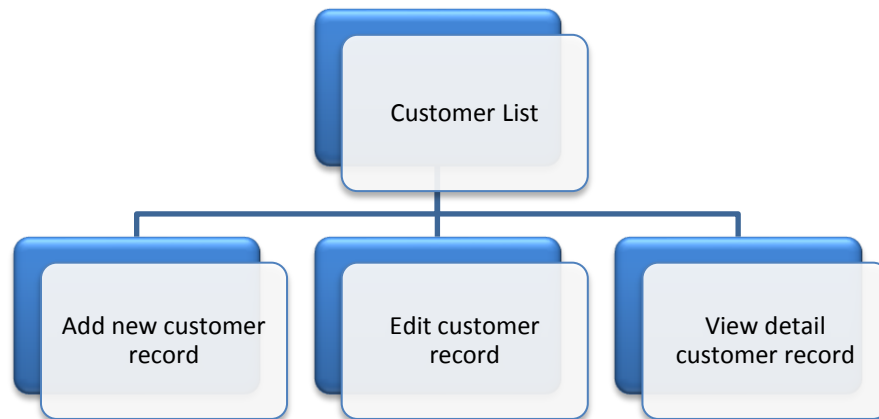 Customer List
Add new customer
record
Edit customer
record
View detail
customer record